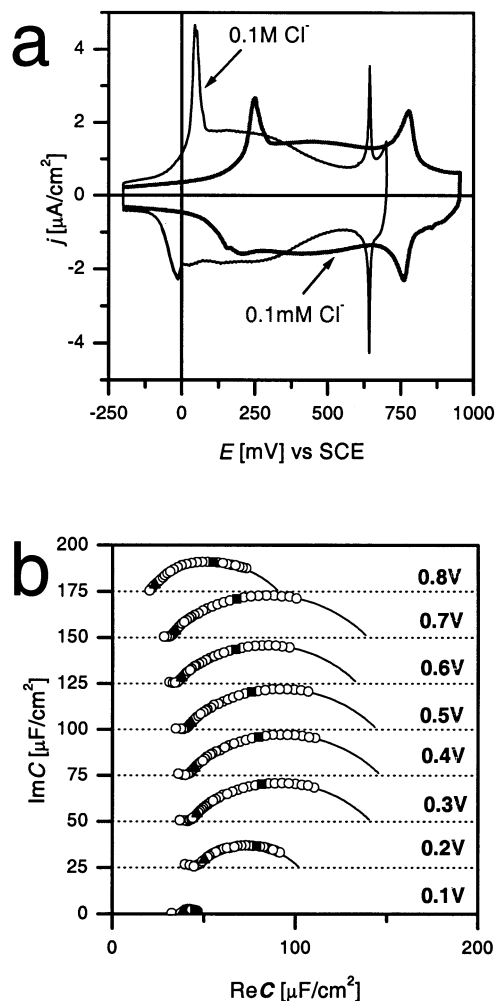 a
0.1M Cl⁻
4
2
0
-2
-4
j [μA/cm²]
0.1mM Cl⁻
-250 0 250 500 750 1000
E [mV] vs SCE
b
200
175
150
125
100
75
50
25
0
ImC [μF/cm²]
0.8V
0.7V
0.6V
0.5V
0.4V
0.3V
0.2V
0.1V
0 100 200
ReC [μF/cm²]